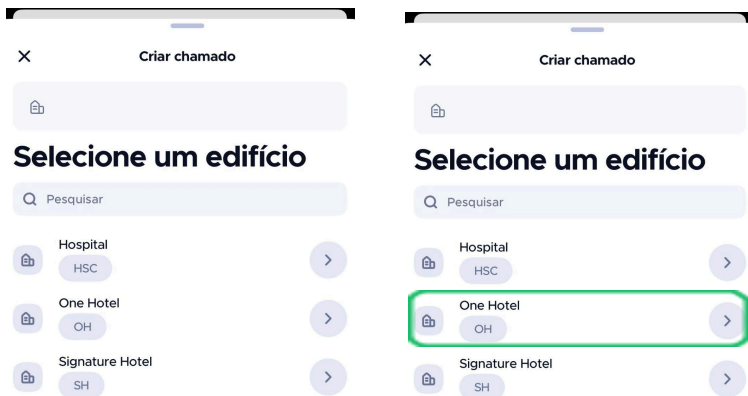 Criar chamado
Selecione um edifício
Pesquisar
Hospital
HSC
One Hotel
OH
Signature Hotel
SH
Criar chamado
Selecione um edifício
Pesquisar
Hospital
HSC
One Hotel
OH
Signature Hotel
SH